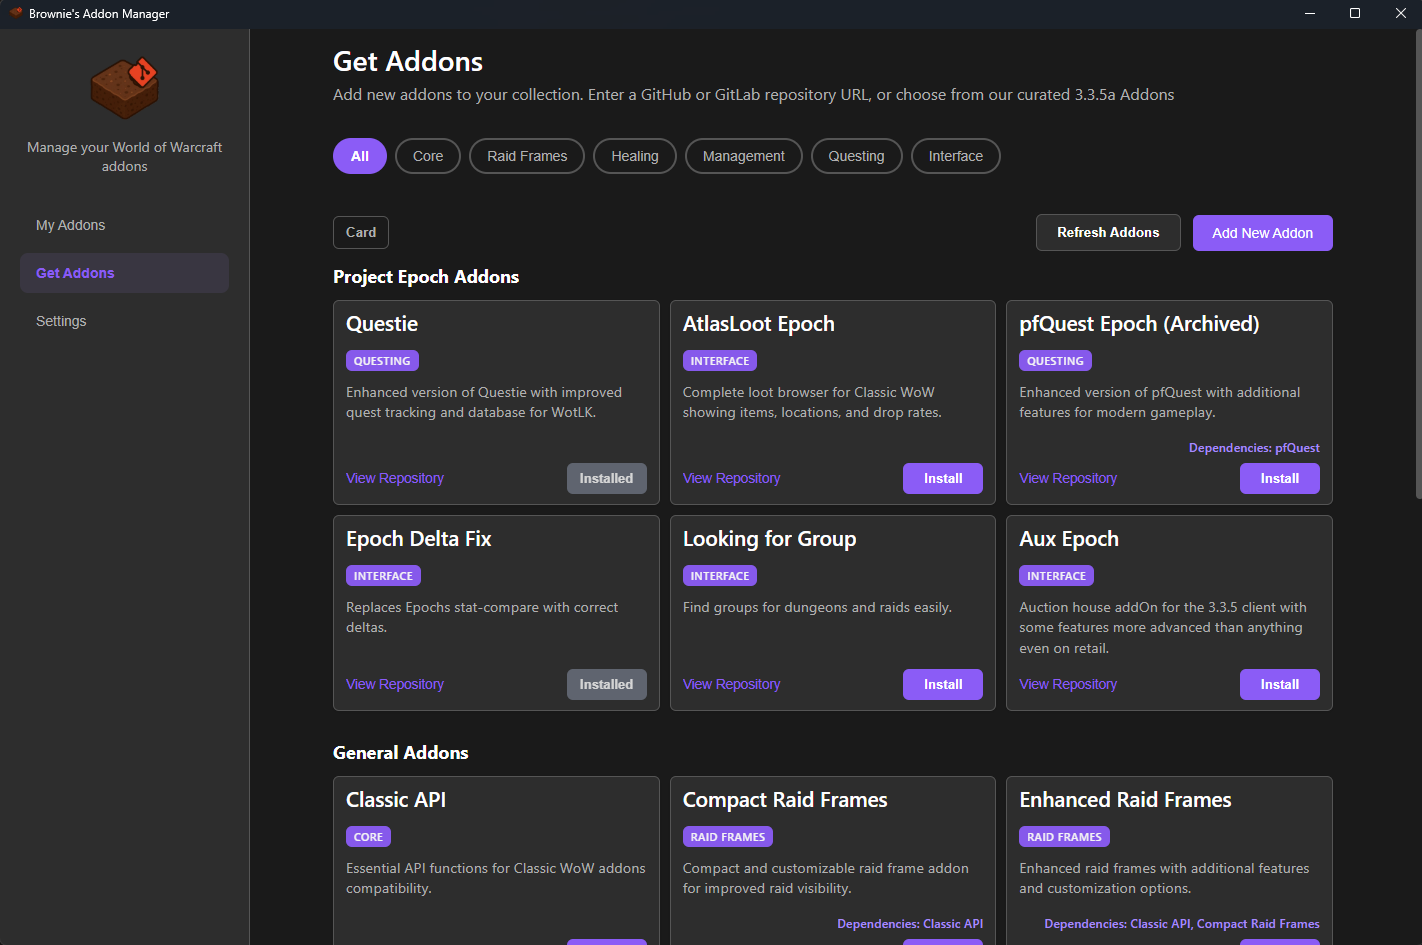 Brownie's Addon Manager
Manage your World of Warcraft
addons
My Addons
Get Addons
Settings
Get Addons
Add new addons to your collection. Enter a GitHub or GitLab repository URL, or choose from our curated 3.3.5a Addons
All
Core
Raid Frames
Healing
Management
Questing
Interface
Card
Refresh Addons
Add New Addon
Project Epoch Addons
Questie
QUESTING
Enhanced version of Questie with improved
quest tracking and database for WotLK.
View Repository
Installed
AtlasLoot Epoch
INTERFACE
Complete loot browser for Classic WoW
showing items, locations, and drop rates.
View Repository
Install
pfQuest Epoch (Archived)
QUESTING
Enhanced version of pfQuest with additional
features for modern gameplay.
Dependencies: pfQuest
View Repository
Install
Epoch Delta Fix
INTERFACE
Replaces Epochs stat-compare with correct
deltas.
View Repository
Installed
Looking for Group
INTERFACE
Find groups for dungeons and raids easily.
View Repository
Install
Aux Epoch
INTERFACE
Auction house addOn for the 3.3.5 client with
some features more advanced than anything
even on retail.
View Repository
Install
General Addons
Classic API
CORE
Essential API functions for Classic WoW addons
compatibility.
Compact Raid Frames
RAID FRAMES
Compact and customizable raid frame addon
for improved raid visibility.
Dependencies: Classic API
Enhanced Raid Frames
RAID FRAMES
Enhanced raid frames with additional features
and customization options.
Dependencies: Classic API, Compact Raid Frames